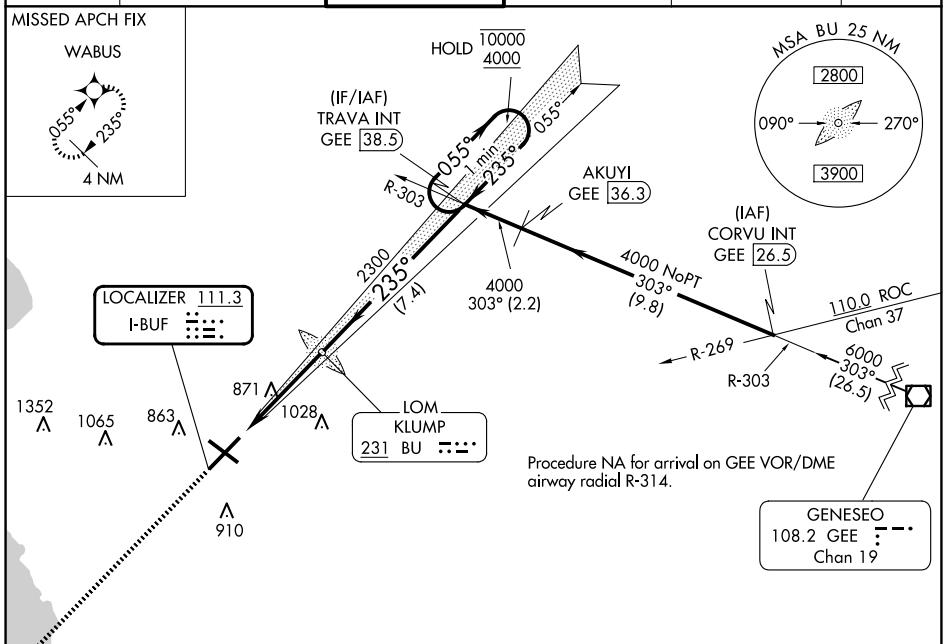 MISSED APCH FIX
WABUS
055°
235°
4 NM
HOLD 10000
4000
(IF/IAF)
TRAVA INT
GEE 38.5
055°
1 min
235°
055°
R-303
MSA BU 25 NM
2800
090°
270°
3900
AKUYI
GEE 36.3
(IAF)
CORVU INT
GEE 26.5
4000 NoPT
303°
(9.8)
4000
303° (2.2)
2300
235°
(7.4)
110.0 ROC
Chan 37
R-269
R-303
6000
303°
(26.5)
LOCALIZER 111.3
I-BUF
871
1028
1352
1065
863
910
LOM
KLUMP
231 BU
Procedure NA for arrival on GEE VOR/DME
airway radial R-314.
GENESEO
108.2 GEE
Chan 19